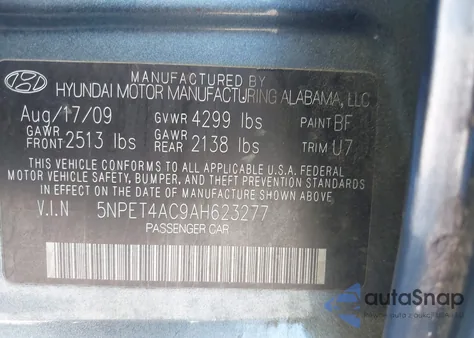 MANUFACTURED BY
HYUNDAI MOTOR MANUFACTURING ALABAMA, LLC
Aug/17/09 GVWR 4299 lbs PAINT BF
GAWR FRONT 2513 lbs GAWR REAR 2138 lbs TRIM U7
THIS VEHICLE CONFORMS TO ALL APPLICABLE U.S.A. FEDERAL
MOTOR VEHICLE SAFETY, BUMPER, AND THEFT PREVENTION STANDARDS
IN EFFECT ON THE DATE OF MANUFACTURE SHOWN ABOVE.
V.I.N 5NPET4AC9AH623277
PASSENGER CAR
autaSnap